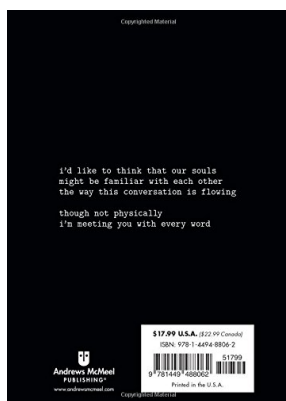 Copyrighted Material
i'd like to think that our souls
might be familiar with each other
the way this conversation is flowing
though not physically
i'm meeting you with every word
$17.99 U.S.A. ($22.99 Canada)
ISBN: 978-1-4494-8806-2
51799
9 781449 488062
Printed in the U.S.A.
Andrews McMeel
PUBLISHING®
www.andrewsmcmeel.com
Copyrighted Material